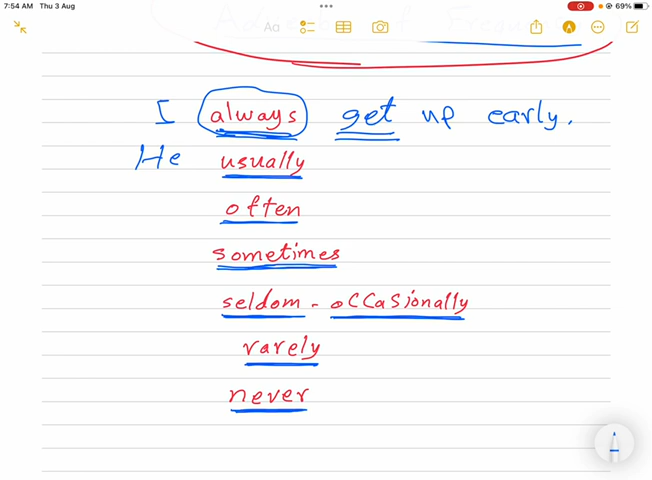 7:54 AM Thu 3 Aug
69%
Aa
I always get up early.
He usually
often
sometimes
seldom - occasionally
rarely
never